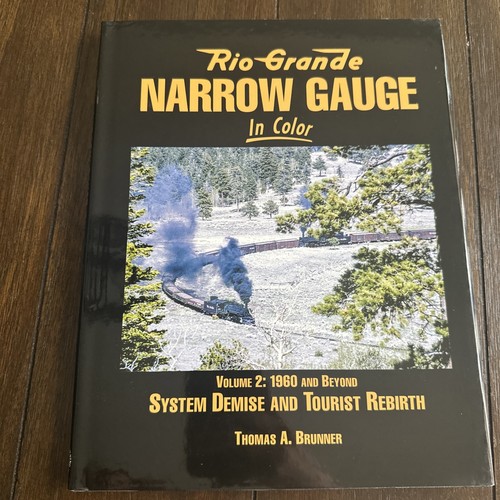 Rio Grande
NARROW GAUGE
In Color
VOLUME 2: 1960 AND BEYOND
SYSTEM DEMISE AND TOURIST REBIRTH
THOMAS A. BRUNNER